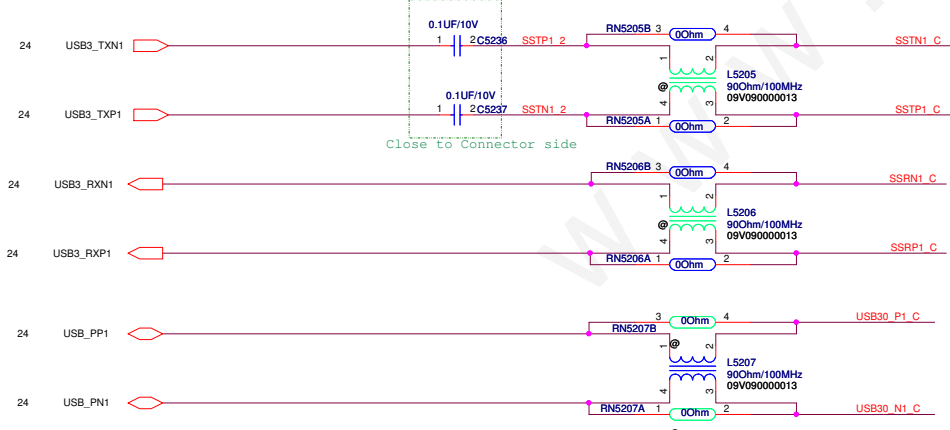 0.1UF/10V
24 USB3_TXN1 1 2 C5236 SSTP1_2 RN5205B 3 0Ohm 4 SSTN1_C
1 2
L5205
@ 90Ohm/100MHz
4 3 09V090000013
0.1UF/10V
24 USB3_TXP1 1 2 C5237 SSTN1_2 RN5205A 1 0Ohm 2 SSTP1_C
Close to Connector side
RN5206B 3 0Ohm 4
24 USB3_RXN1 SSRN1_C
1 2
L5206
@ 90Ohm/100MHz
4 3 09V090000013
24 USB3_RXP1 SSRP1_C
RN5206A 1 0Ohm 2
3 0Ohm 4 USB30_P1_C
24 USB_PP1 RN5207B
1 @ 2
L5207
90Ohm/100MHz
4 3 09V090000013
24 USB_PN1 RN5207A 1 0Ohm 2 USB30_N1_C
w w w .